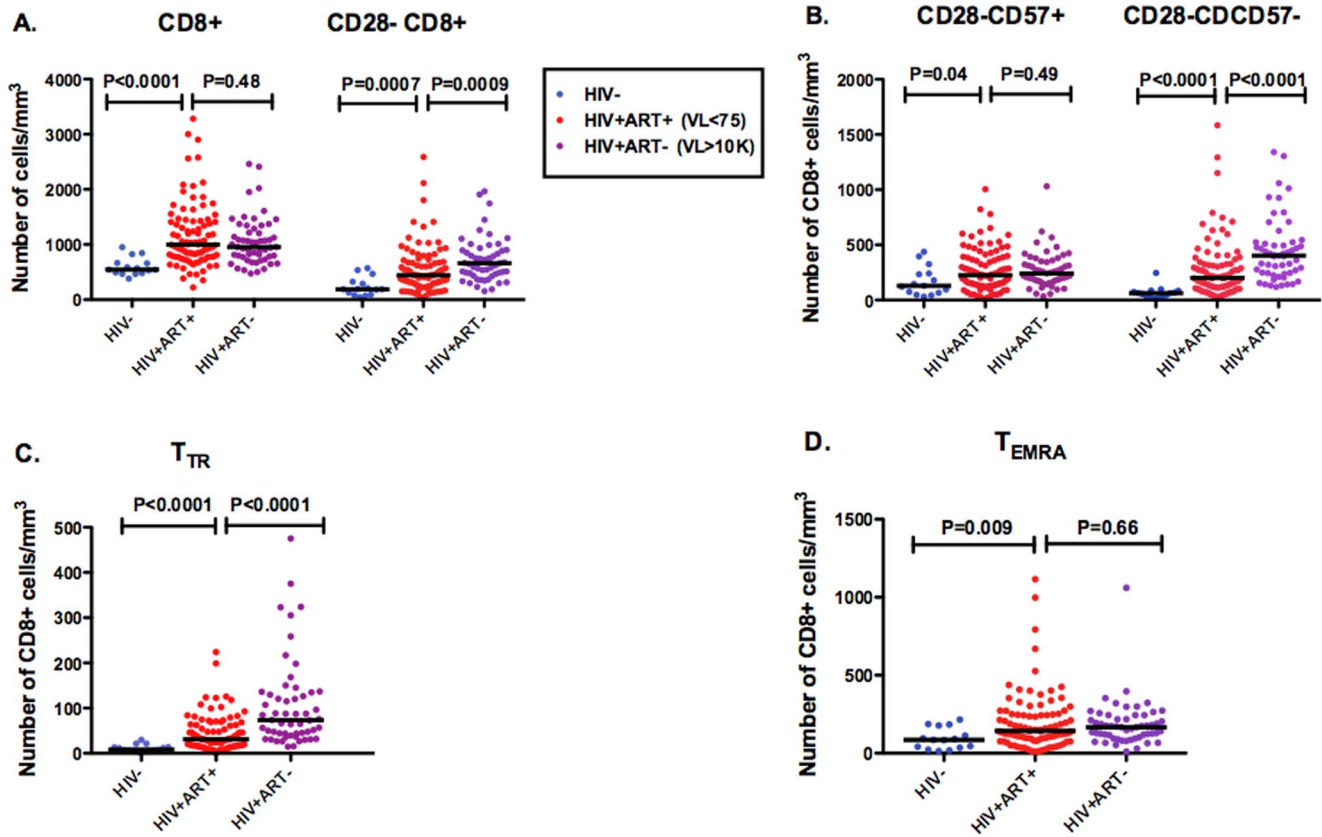 A.
CD8+
CD28- CD8+
P<0.0001
P=0.48
P=0.0007
P=0.0009
Number of cells/mm³
4000
3000
2000
1000
0
HIV-
HIV+ART+
HIV+ART-
HIV-
HIV+ART+
HIV+ART-
HIV-
HIV+ART+ (VL<75)
HIV+ART- (VL>10K)
B.
CD28-CD57+
CD28-CDCD57-
P=0.04
P=0.49
P<0.0001
P<0.0001
Number of CD8+ cells/mm³
2000
1500
1000
500
0
HIV-
HIV+ART+
HIV+ART-
HIV-
HIV+ART+
HIV+ART-
C.
TTR
P<0.0001
P<0.0001
Number of CD8+ cells/mm³
500
400
300
200
100
0
HIV-
HIV+ART+
HIV+ART-
D.
TEMRA
P=0.009
P=0.66
Number of CD8+ cells/mm³
1500
1000
500
0
HIV-
HIV+ART+
HIV+ART-